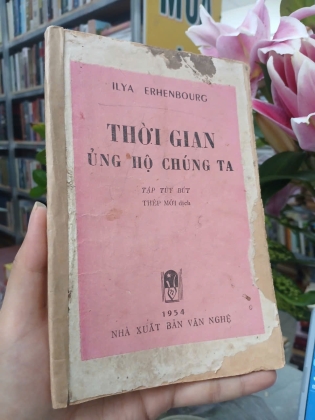 ILYA ERHENBOURG
THỜI GIAN
ỦNG HỘ CHÚNG TA
TẬP TÙY BÚT
THÉP MỚI dịch
1954
NHÀ XUẤT BẢN VĂN NGHỆ